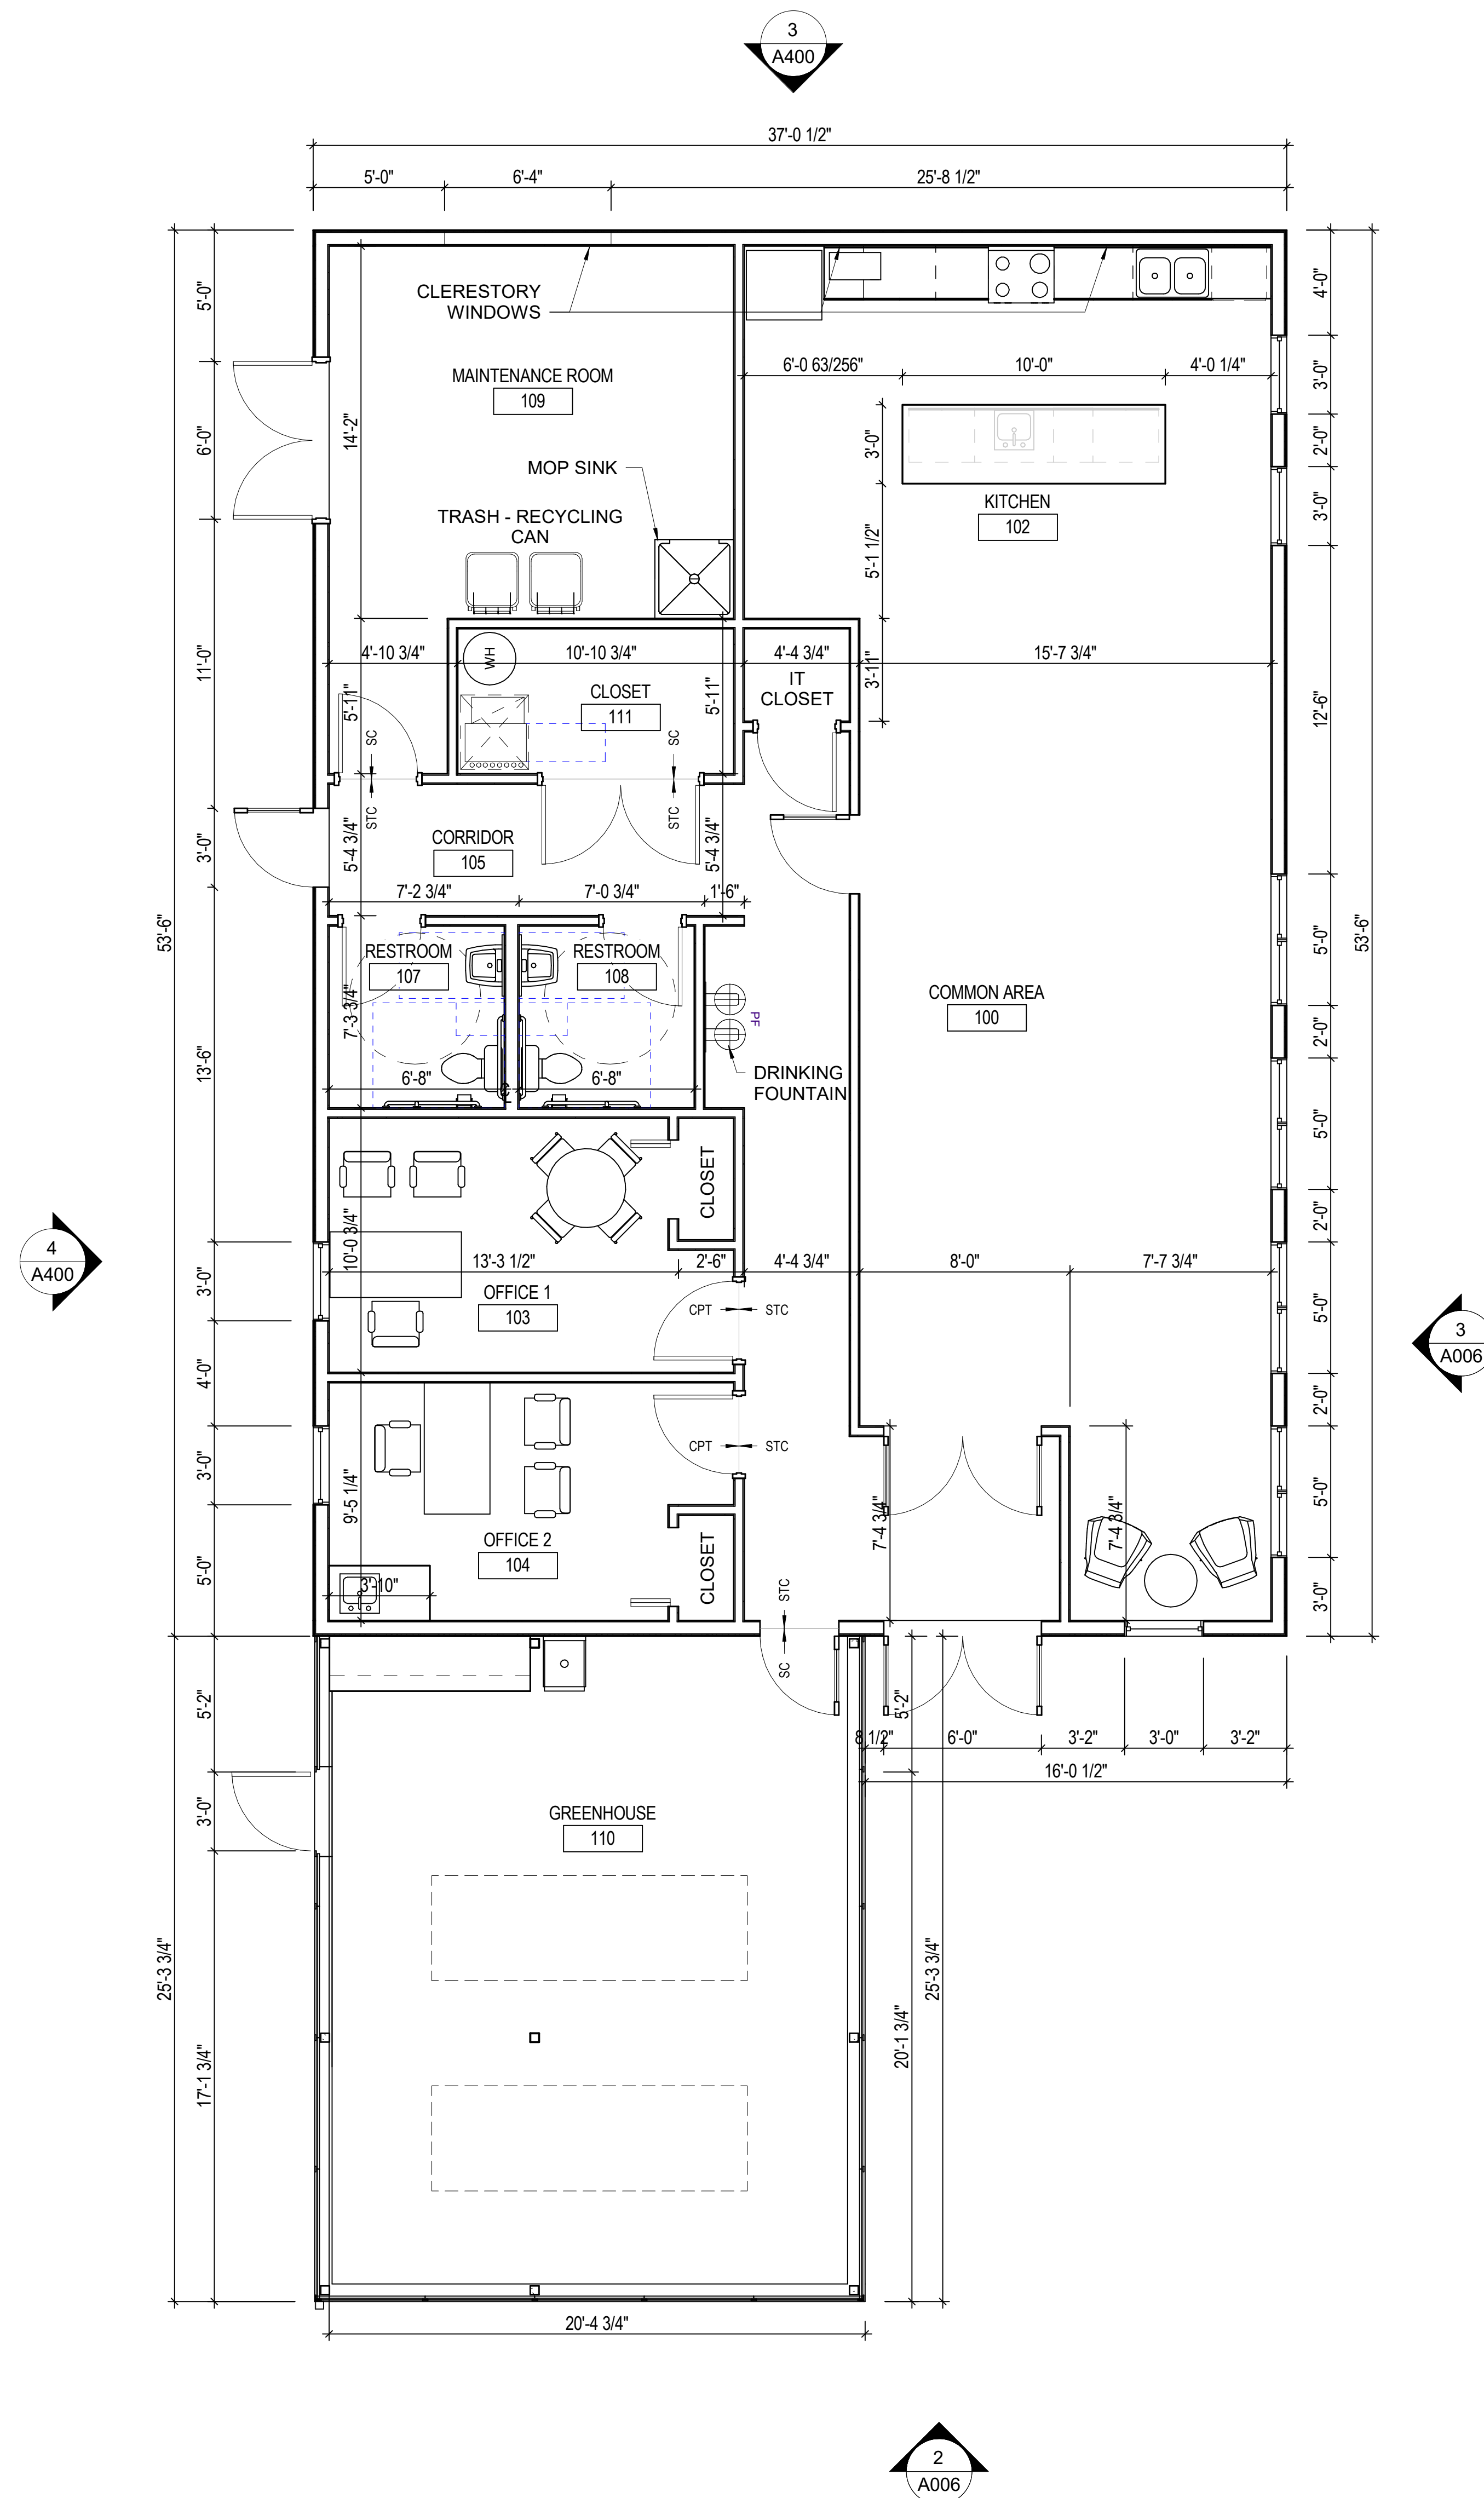 3
A400
37'-0 1/2"
5'-0"
6'-4"
25'-8 1/2"
CLERESTORY
WINDOWS
5'-0"
4'-0"
MAINTENANCE ROOM
109
6'-0 63/256"
10'-0"
4'-0 1/4"
3'-0"
14'-2"
6'-0"
3'-0"
2'-0"
MOP SINK
TRASH - RECYCLING
CAN
KITCHEN
102
3'-0"
5'-1 1/2"
4'-10 3/4"
WH
10'-10 3/4"
4'-4 3/4"
3'-11"
15'-7 3/4"
11'-0"
5'-11"
CLOSET
111
5'-11"
IT
CLOSET
12'-6"
SC
STC
SC
STC
CORRIDOR
105
5'-4 3/4"
5'-4 3/4"
3'-0"
7'-2 3/4"
7'-0 3/4"
1'-6"
53'-6"
53'-6"
RESTROOM
107
RESTROOM
108
5'-0"
COMMON AREA
100
7'-3 3/4"
PF
2'-0"
13'-6"
DRINKING
FOUNTAIN
6'-8"
6'-8"
5'-0"
CLOSET
2'-0"
10'-0 3/4"
4
A400
13'-3 1/2"
2'-6"
4'-4 3/4"
8'-0"
7'-7 3/4"
3'-0"
OFFICE 1
103
CPT
STC
5'-0"
3
A006
4'-0"
2'-0"
CPT
STC
3'-0"
9'-5 1/4"
5'-0"
7'-4 3/4"
7'-4 3/4"
OFFICE 2
104
CLOSET
5'-0"
3'-10"
STC
SC
3'-0"
5'-2"
5'-2"
8 1/2"
6'-0"
3'-2"
3'-0"
3'-2"
16'-0 1/2"
3'-0"
GREENHOUSE
110
25'-3 3/4"
25'-3 3/4"
20'-1 3/4"
17'-1 3/4"
20'-4 3/4"
2
A006